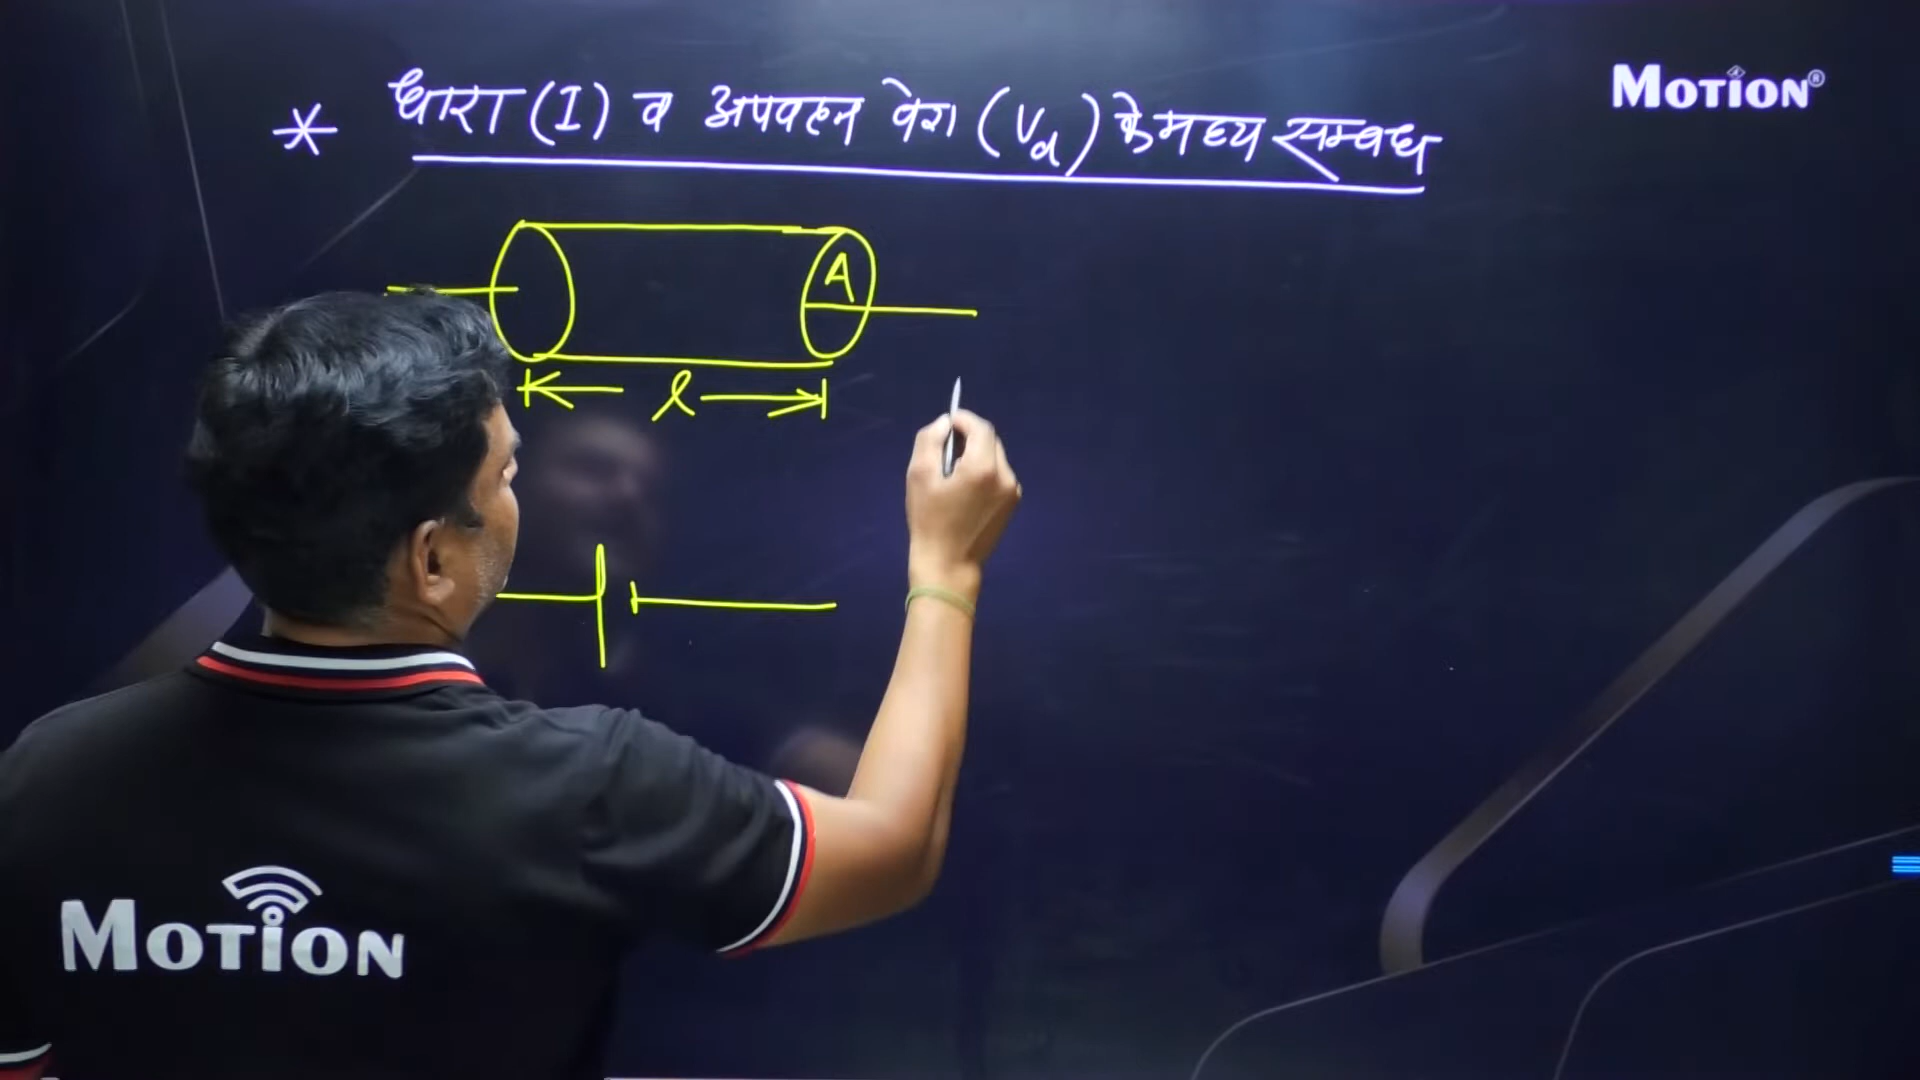 * धारा (I) व अपवहन वेग (Vd) के मध्य सम्बंध
MOTION®
A
l
MOTION